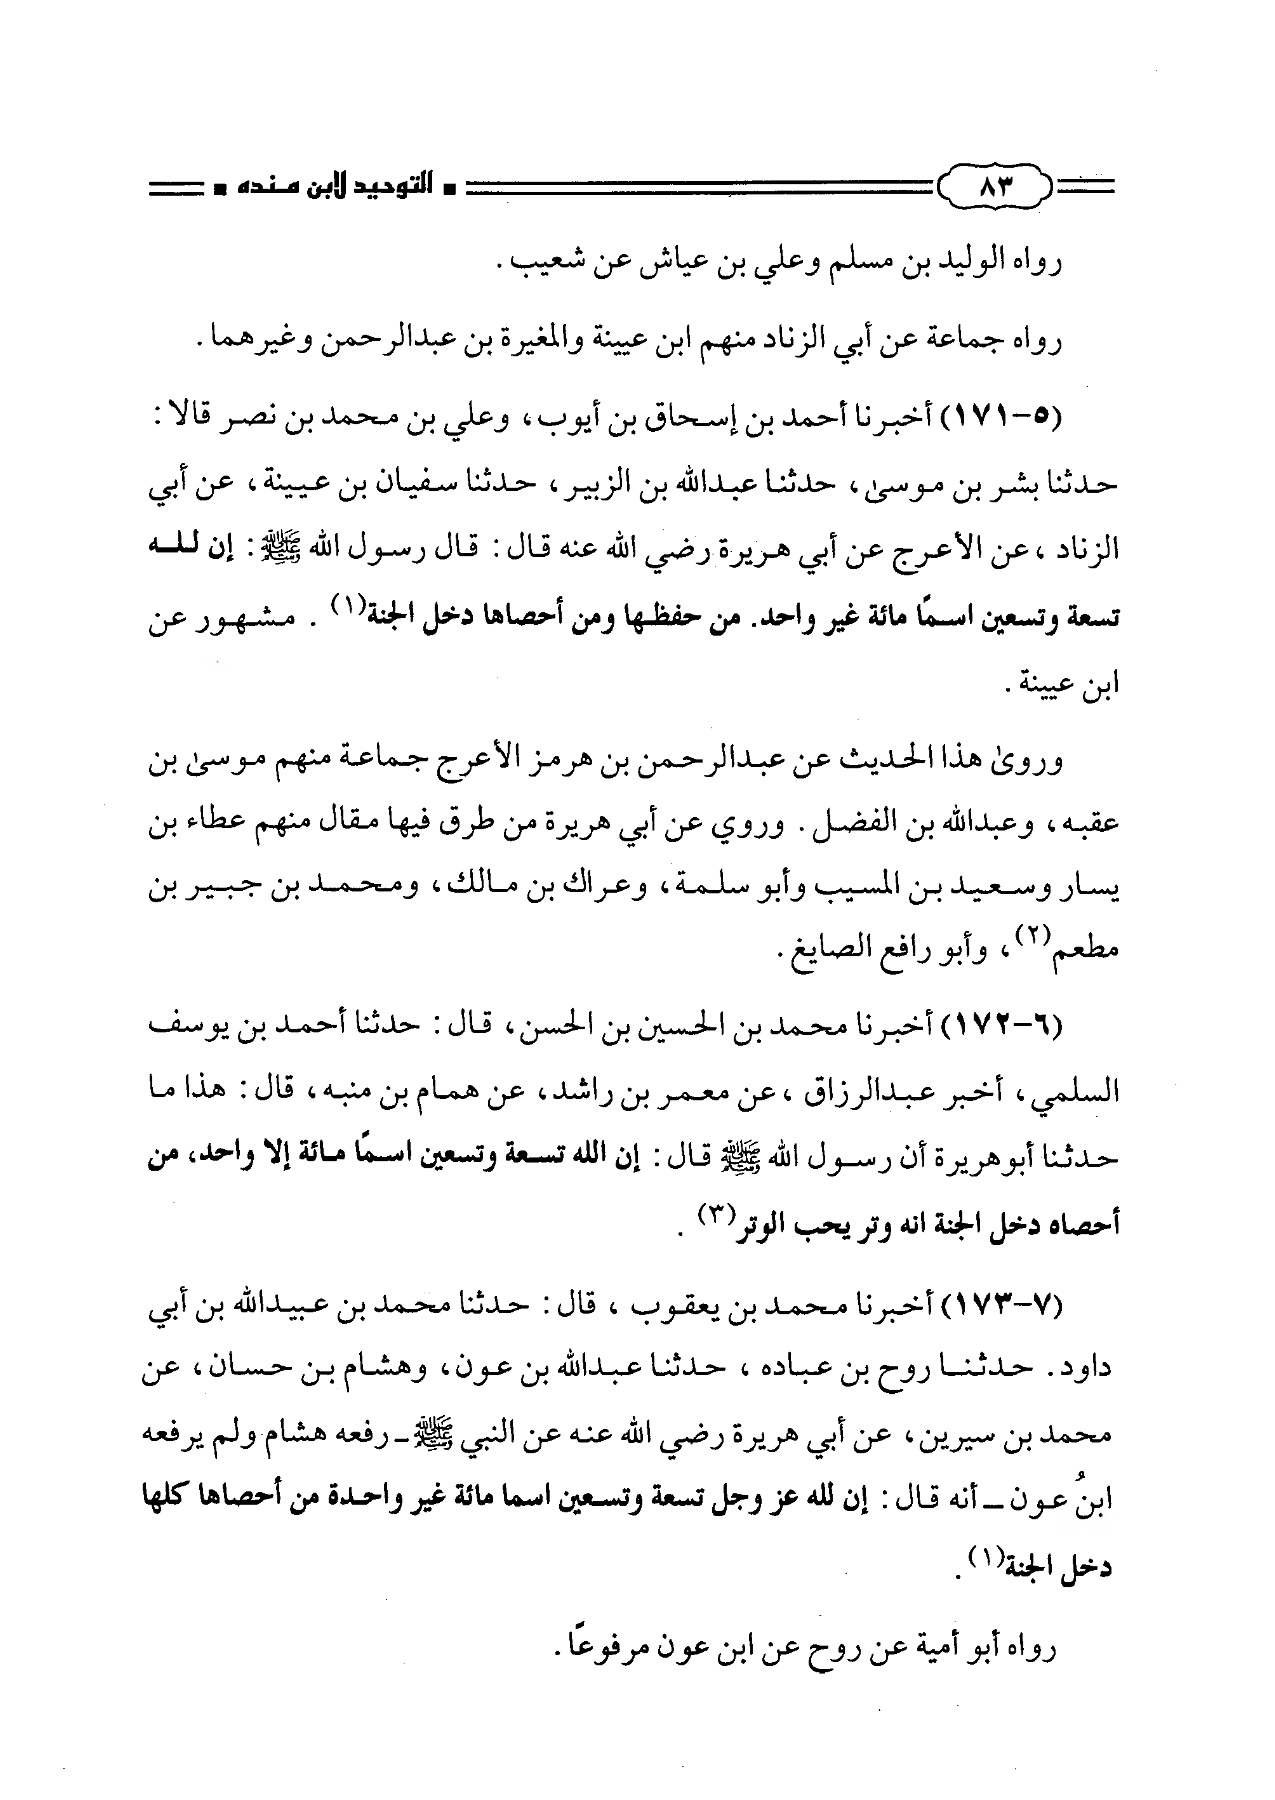 ٨٣ ■ التوحيد لابن منده ■
رواه الوليد بن مسلم وعلي بن عياش عن شعيب.
رواه جماعة عن أبي الزناد منهم ابن عيينة والمغيرة بن عبدالرحمن وغيرهما.
(٥-١٧١) أخبرنا أحمد بن إسحاق بن أيوب، وعلي بن محمد بن نصر قالا:
حدثنا بشر بن موسىٰ، حدثنا عبدالله بن الزبير، حدثنا سفيان بن عيينة، عن أبي
الزناد، عن الأعرج عن أبي هريرة رضي الله عنه قال: قال رسول الله ﷺ: إن لله
تسعة وتسعين اسمًا مائة غير واحد. من حفظها ومن أحصاها دخل الجنة(١). مشهور عن
ابن عيينة.
وروىٰ هذا الحديث عن عبدالرحمن بن هرمز الأعرج جماعة منهم موسىٰ بن
عقبه، وعبدالله بن الفضل. وروي عن أبي هريرة من طرق فيها مقال منهم عطاء بن
يسار وسعيد بن المسيب وأبو سلمة، وعراك بن مالك، ومحمد بن جبير بن
مطعم(٢)، وأبو رافع الصايغ.
(٦-١٧٢) أخبرنا محمد بن الحسين بن الحسن، قال: حدثنا أحمد بن يوسف
السلمي، أخبر عبدالرزاق، عن معمر بن راشد، عن همام بن منبه، قال: هذا ما
حدثنا أبوهريرة أن رسول الله ﷺ قال: إن الله تسعة وتسعين اسمًا مائة إلا واحد، من
أحصاه دخل الجنة انه وتر يحب الوتر(٣).
(٧-١٧٣) أخبرنا محمد بن يعقوب، قال: حدثنا محمد بن عبيدالله بن أبي
داود. حدثنا روح بن عباده، حدثنا عبدالله بن عون، وهشام بن حسان، عن
محمد بن سيرين، عن أبي هريرة رضي الله عنه عن النبي ﷺ ـ رفعه هشام ولم يرفعه
ابنُ عون ـ أنه قال: إن لله عز وجل تسعة وتسعين اسما مائة غير واحدة من أحصاها كلها
دخل الجنة(١).
رواه أبو أمية عن روح عن ابن عون مرفوعًا.